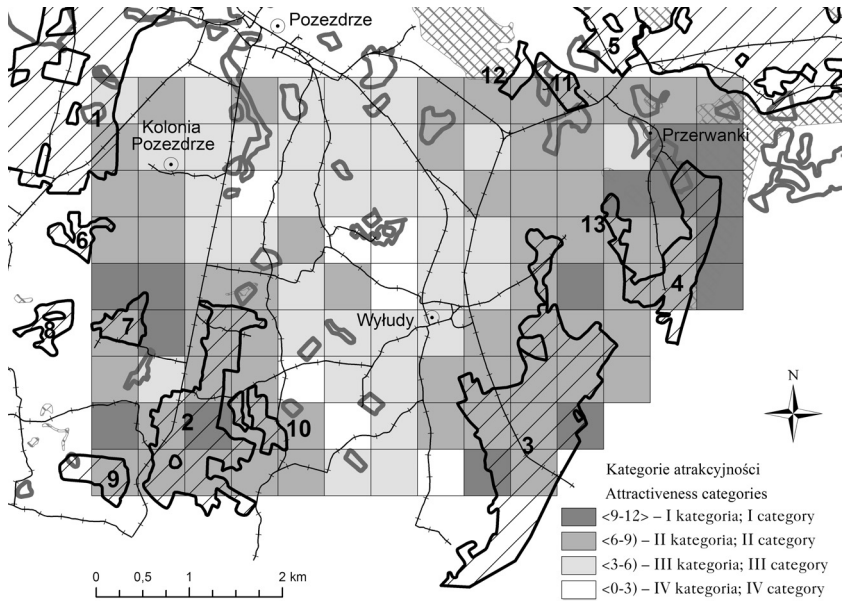 Pozezdrze
5
12
11
1
Kolonia
Pozezdrze
Przerwanki
6
13
4
7
8
Wyłudy
N
2
10
3
9
Kategorie atrakcyjności
Attractiveness categories
<9-12> – I kategoria; I category
<6-9) – II kategoria; II category
<3-6) – III kategoria; III category
<0-3) – IV kategoria; IV category
0 0,5 1 2 km